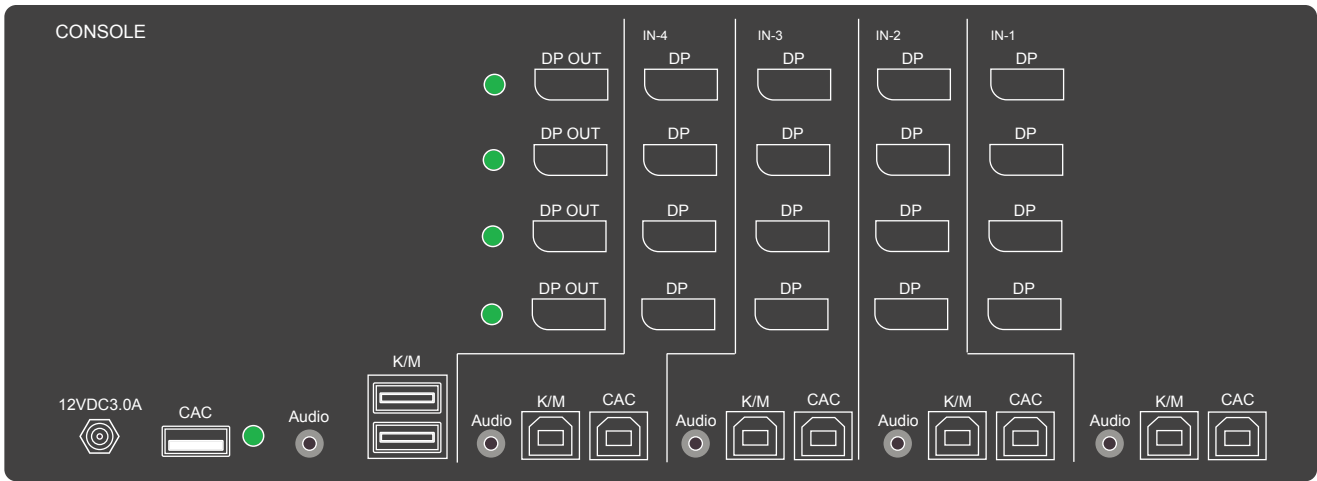 CONSOLE
IN-4 IN-3 IN-2 IN-1
DP OUT DP DP DP DP
DP OUT DP DP DP DP
DP OUT DP DP DP DP
DP OUT DP DP DP DP
K/M
12VDC3.0A CAC Audio Audio K/M CAC Audio K/M CAC Audio K/M CAC Audio K/M CAC